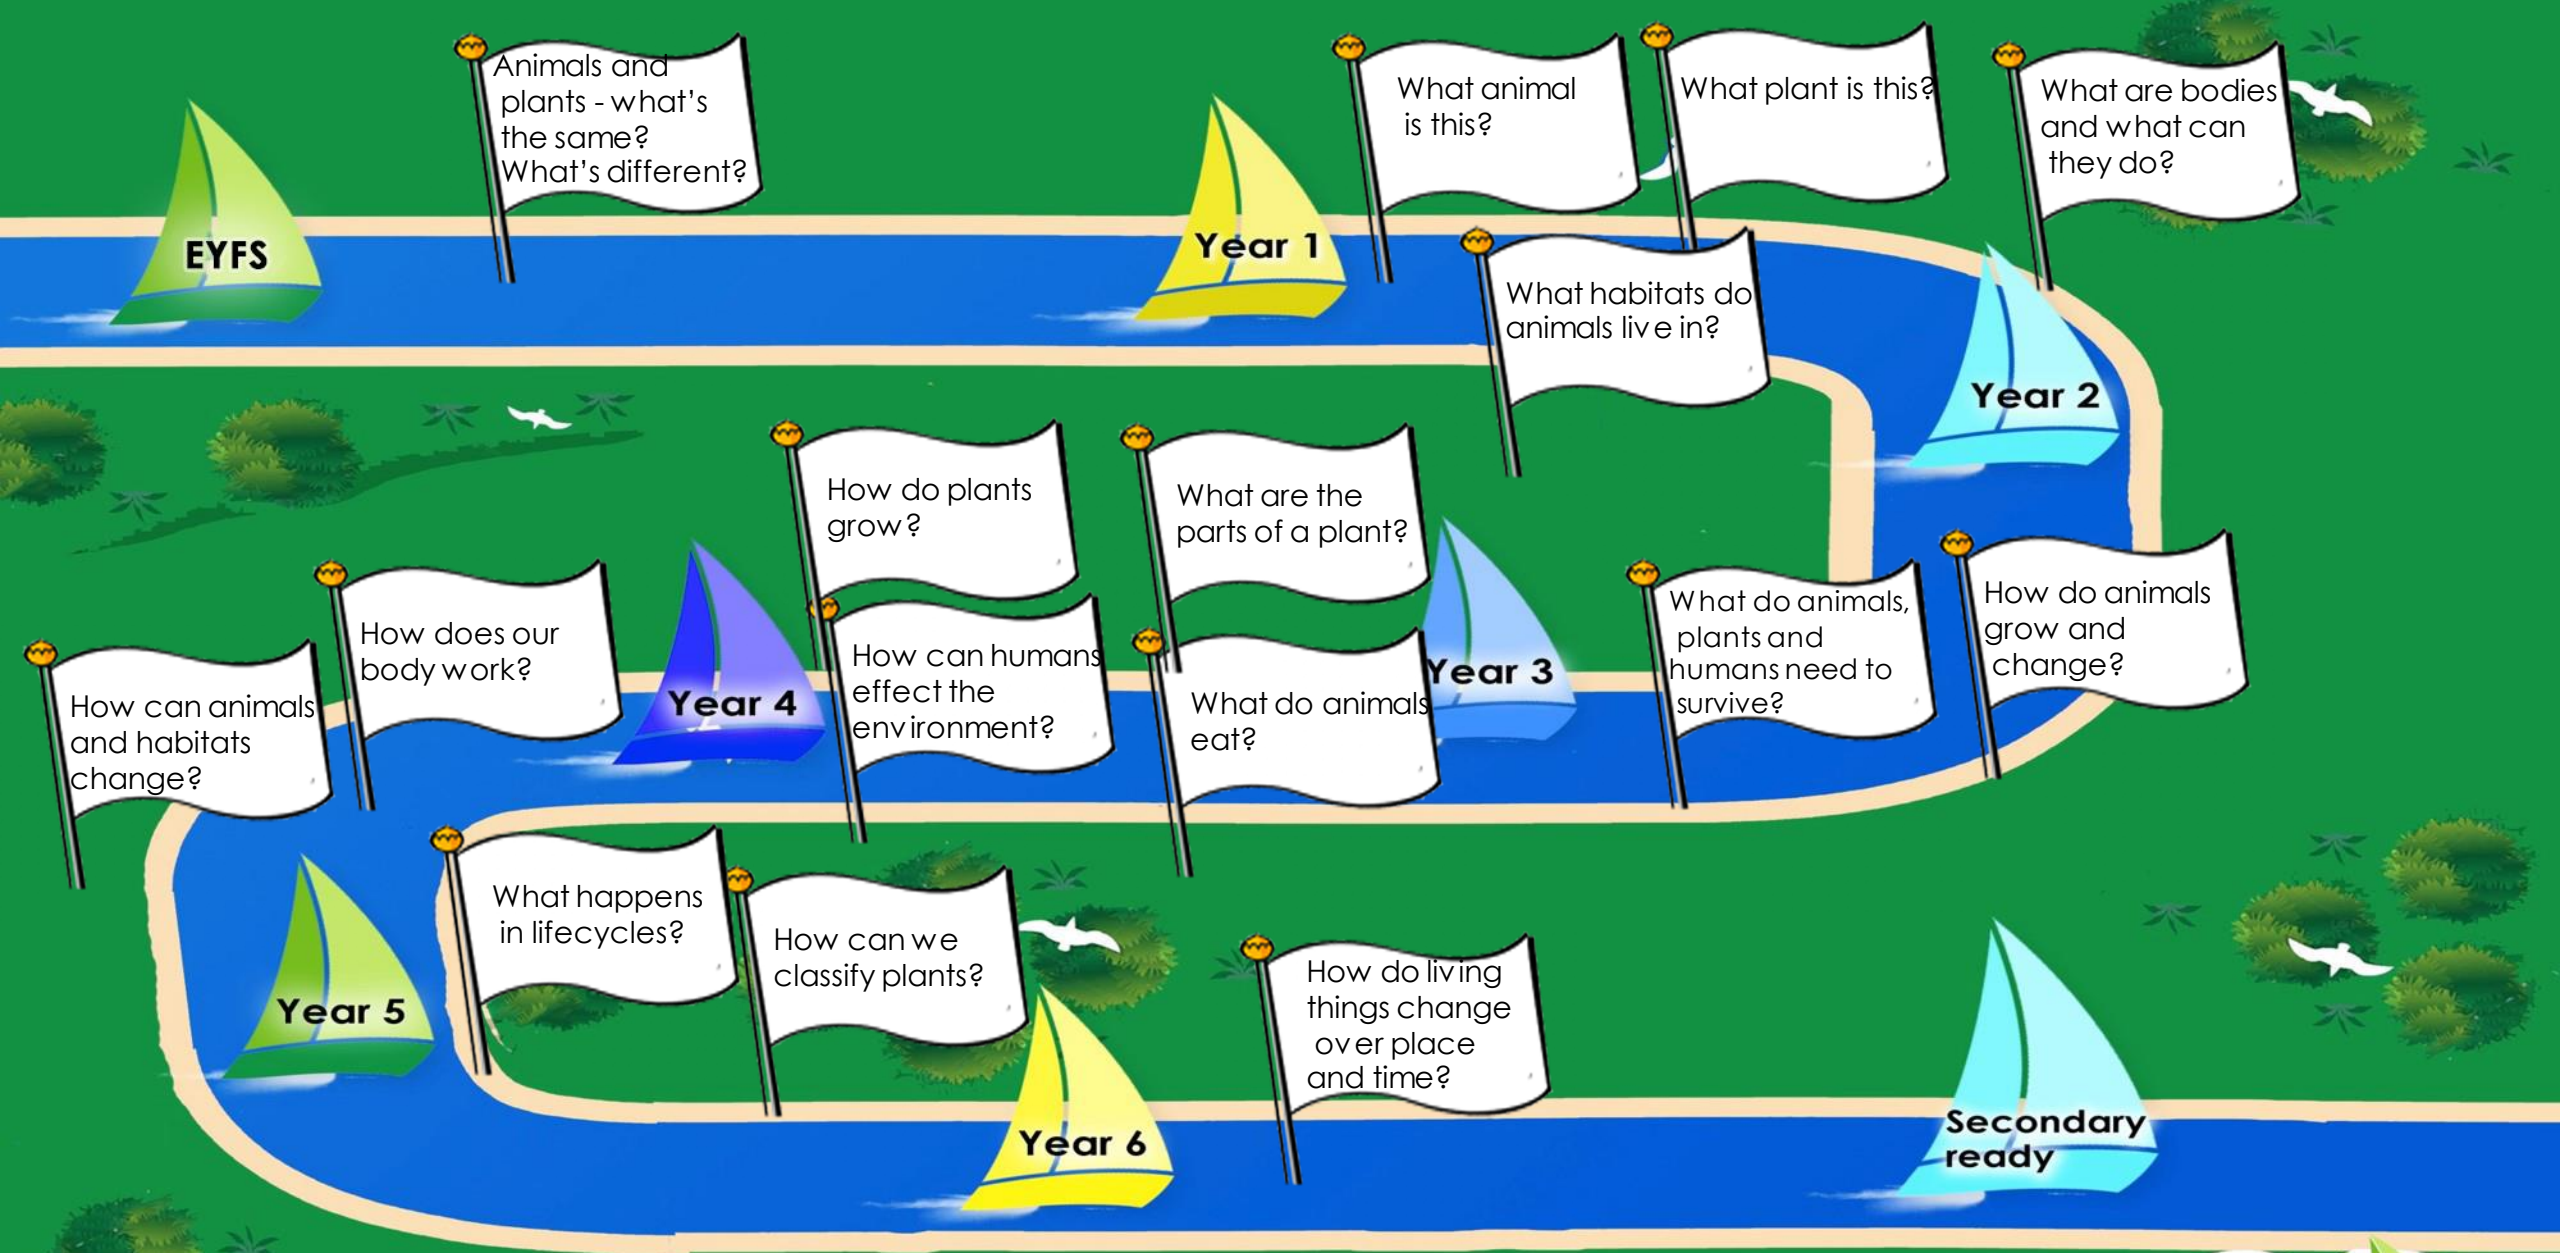 EYFS
Animals and
plants - what's
the same?
What's different?
Year 1
What animal
is this?
What plant is this?
What habitats do
animals live in?
What are bodies
and what can
they do?
Year 2
How do animals
grow and
change?
What do animals,
plants and
humans need to
survive?
Year 3
What are the
parts of a plant?
What do animals
eat?
How do plants
grow?
How can humans
effect the
environment?
Year 4
How does our
body work?
How can animals
and habitats
change?
Year 5
What happens
in lifecycles?
How can we
classify plants?
Year 6
How do living
things change
over place
and time?
Secondary
ready